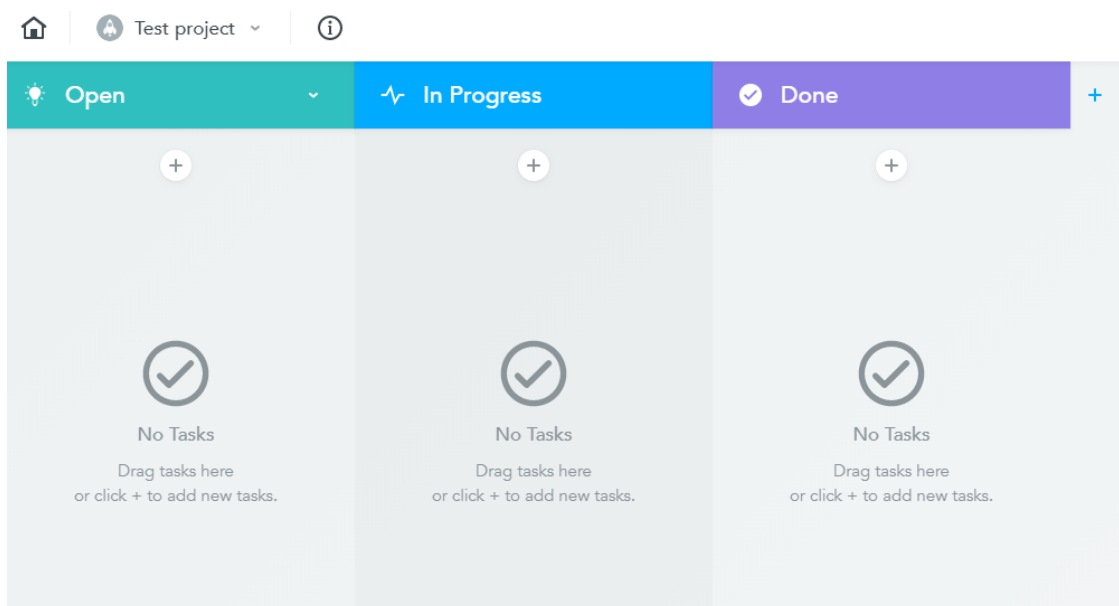 Test project
Open
In Progress
Done
No Tasks
Drag tasks here
or click + to add new tasks.
No Tasks
Drag tasks here
or click + to add new tasks.
No Tasks
Drag tasks here
or click + to add new tasks.